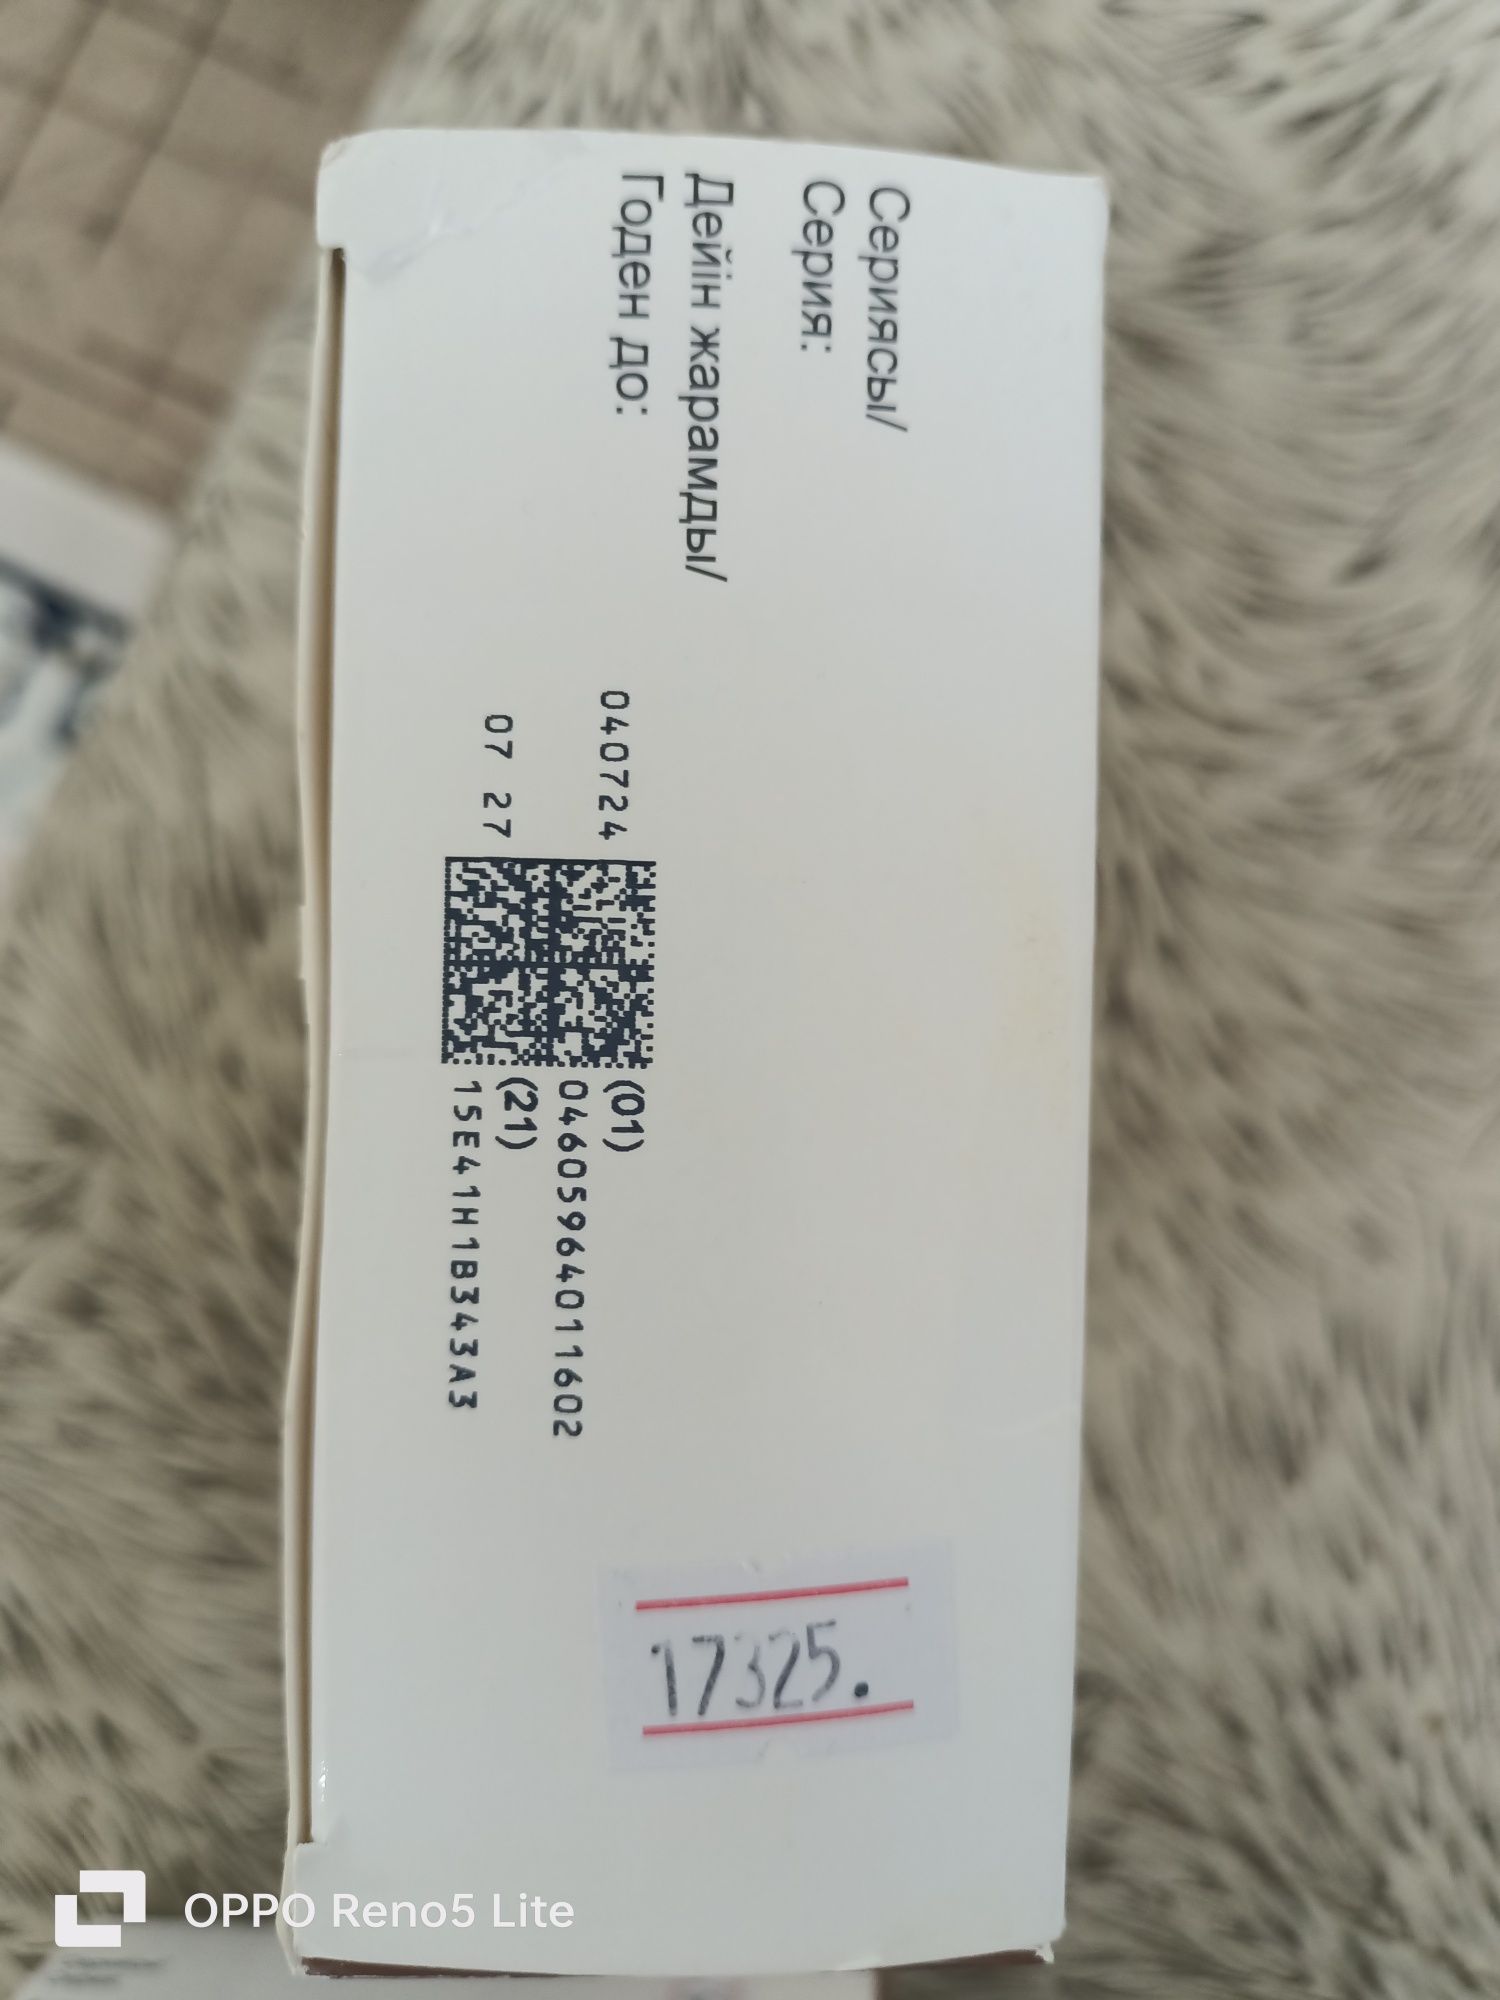 Сериясы/
Серия:
Дейін жарамды/
Годен до:
040724
07 27
(01)
04605964011602
(21)
15E41H1B343A3
17325.
OPPO Reno5 Lite